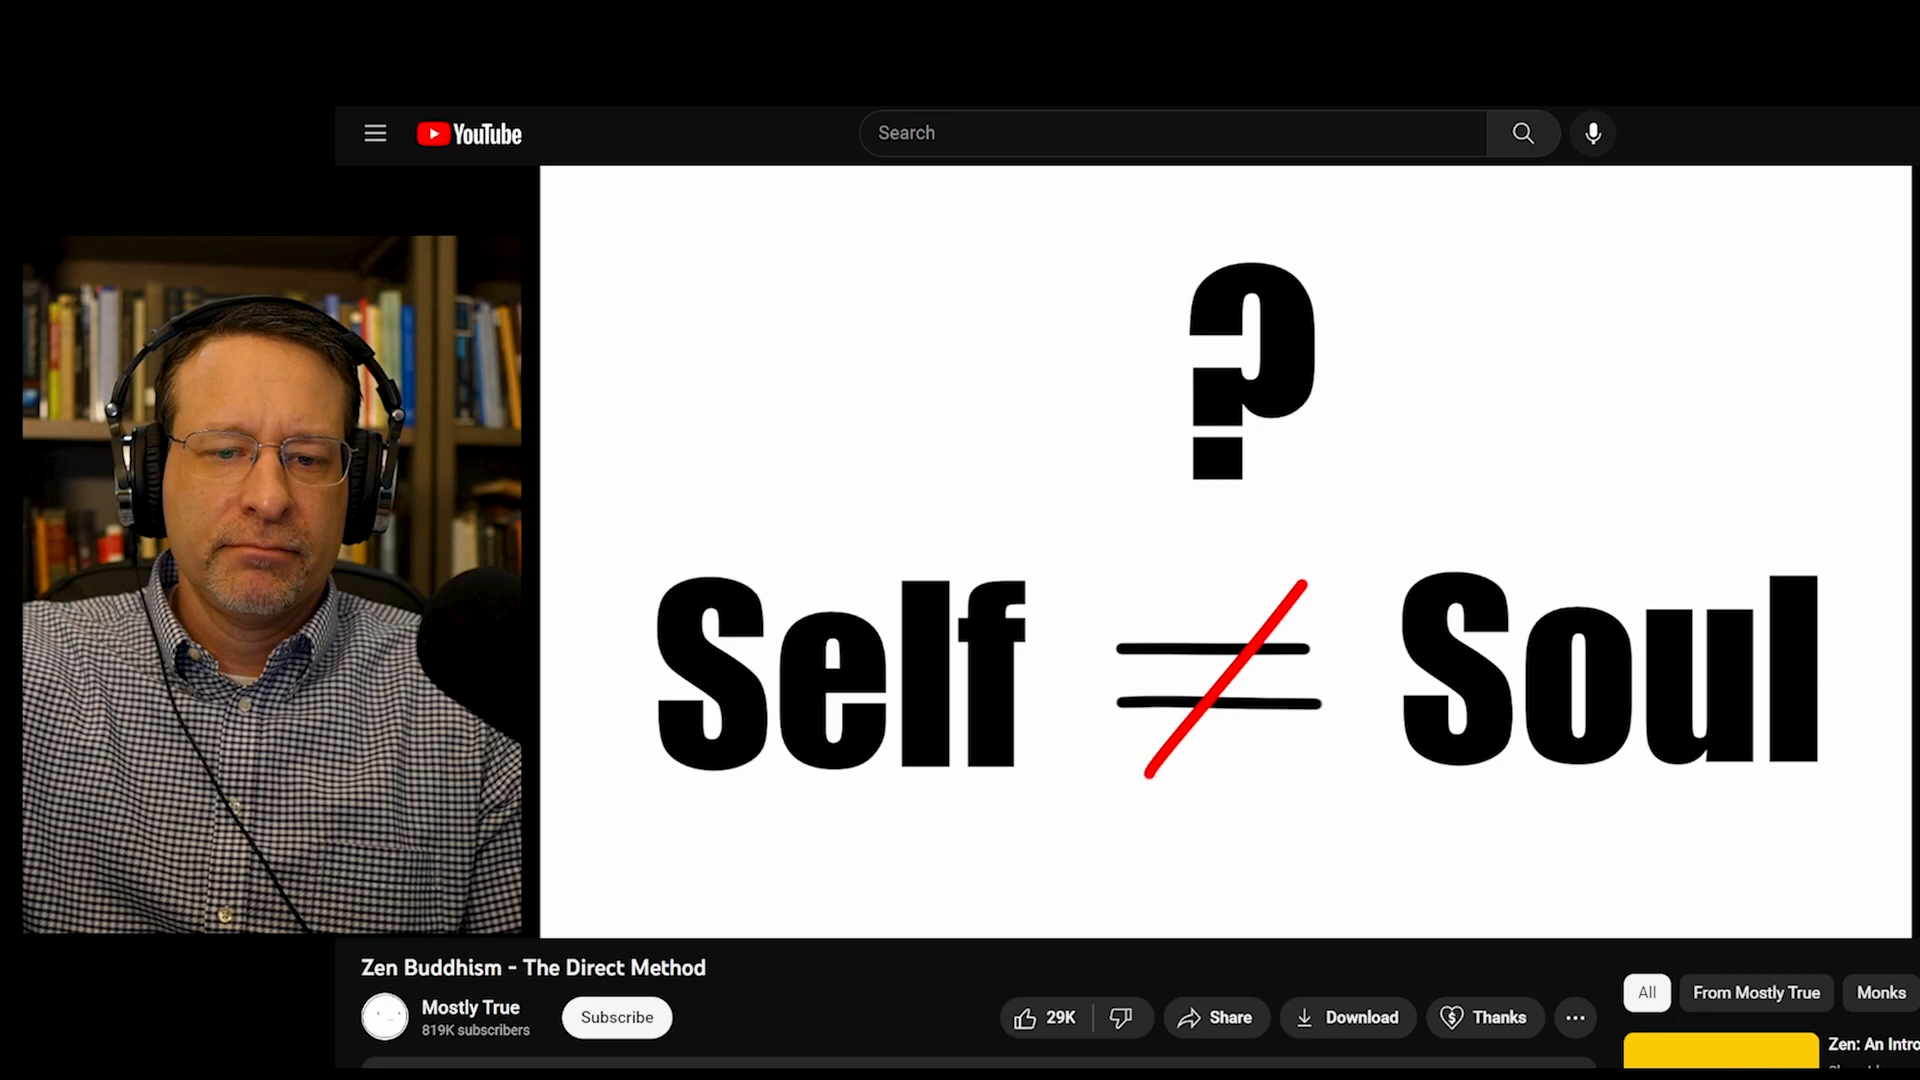 YouTube
Search
?
Self ≠ Soul
Zen Buddhism - The Direct Method
Mostly True
819K subscribers
Subscribe
29K
Share
Download
Thanks
All
From Mostly True
Monks
Zen: An Intro